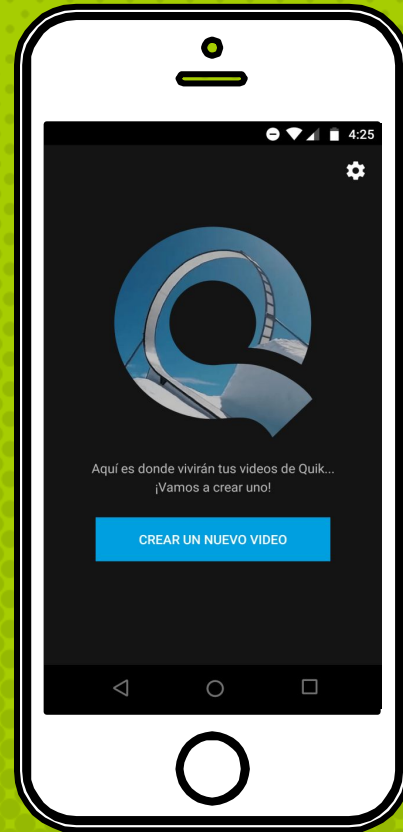 4:25
Aquí es donde vivirán tus videos de Quik...
¡Vamos a crear uno!
CREAR UN NUEVO VIDEO